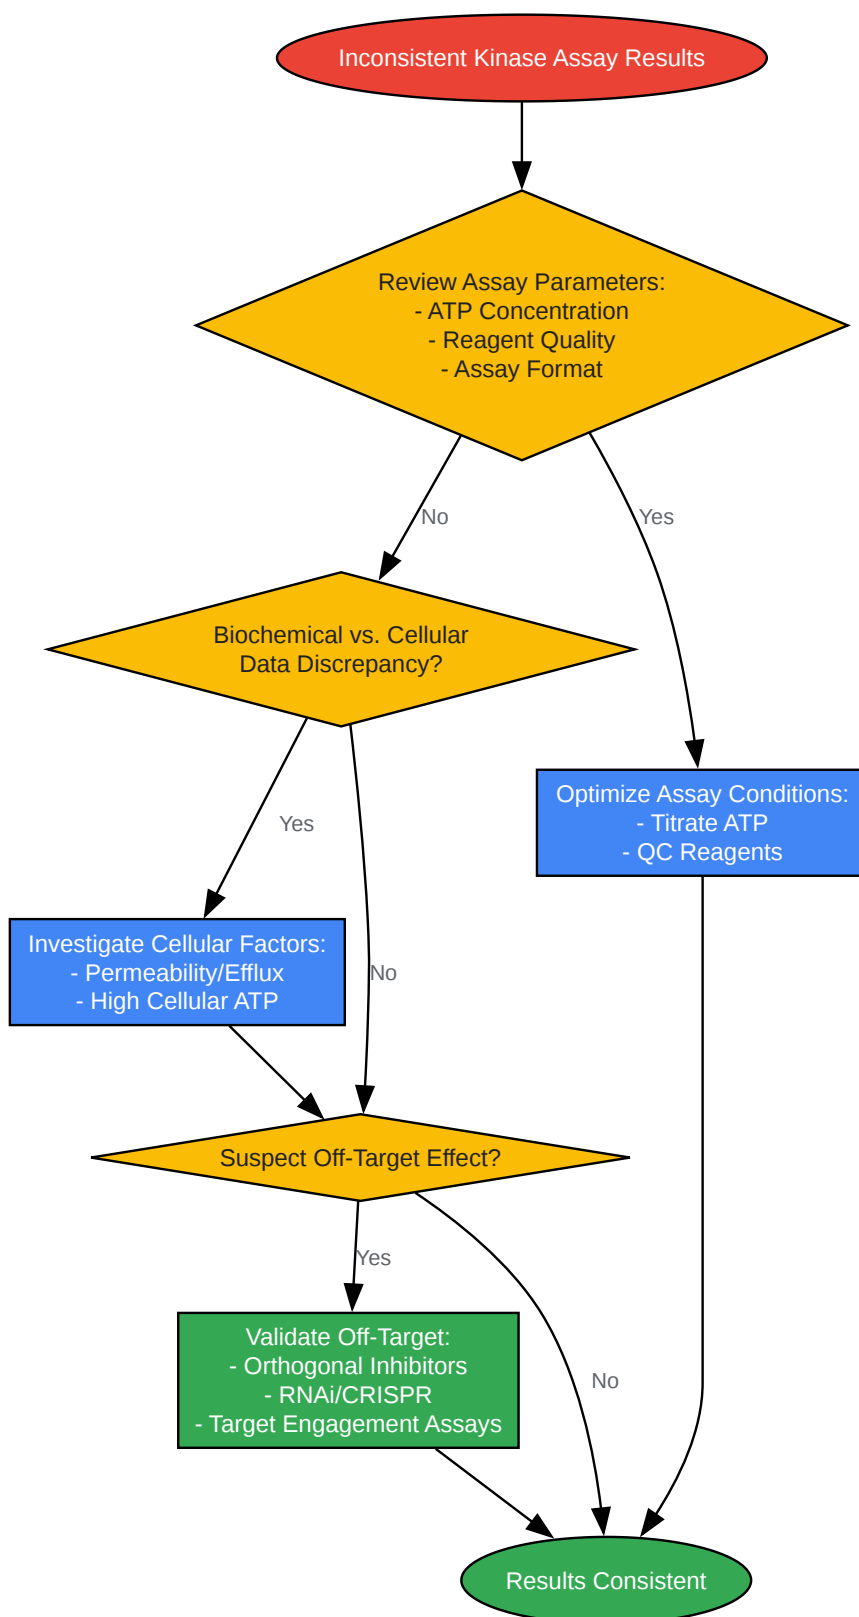 Inconsistent Kinase Assay Results
Review Assay Parameters:
- ATP Concentration
- Reagent Quality
- Assay Format
No
Yes
Biochemical vs. Cellular
Data Discrepancy?
Optimize Assay Conditions:
- Titrate ATP
- QC Reagents
Yes
Investigate Cellular Factors:
- Permeability/Efflux
- High Cellular ATP
No
Suspect Off-Target Effect?
Yes
Validate Off-Target:
- Orthogonal Inhibitors
- RNAi/CRISPR
- Target Engagement Assays
No
Results Consistent